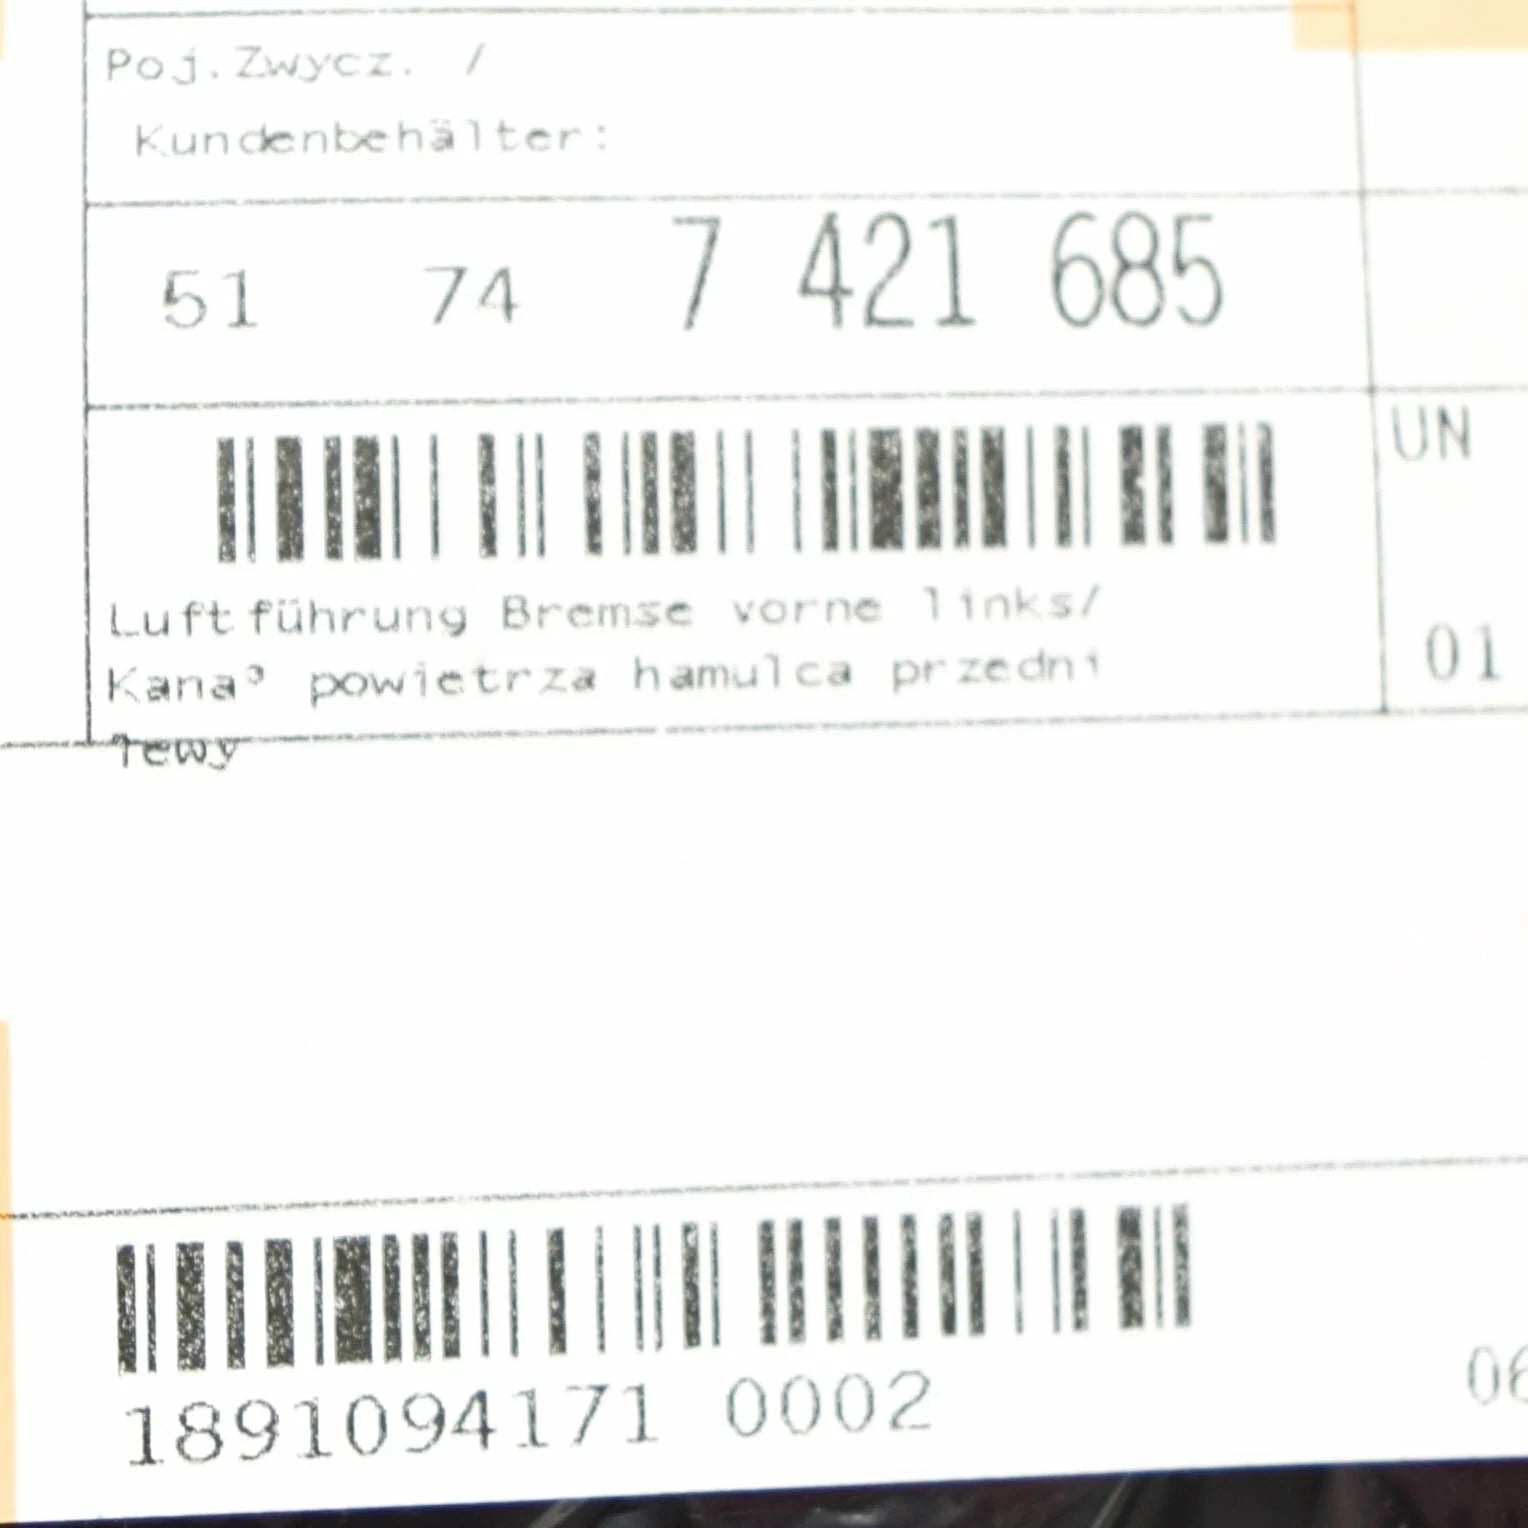 Poj.Zwycz. /
Kundenbehälter:
51 74 7 421 685
UN
Luftführung Bremse vorne links/
Kana³ powietrza hamulca przedni
lewy
01
1891094171 0002
06